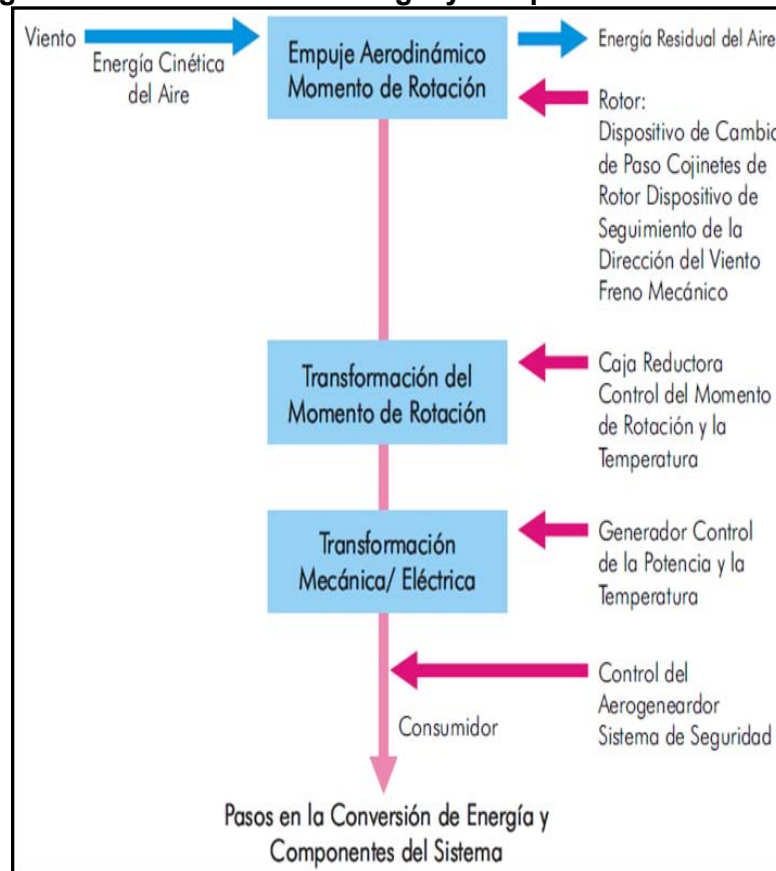 Viento
Energía Cinética
del Aire
Empuje Aerodinámico
Momento de Rotación
Energía Residual del Aire
Rotor:
Dispositivo de Cambio
de Paso Cojinetes de
Rotor Dispositivo de
Seguimiento de la
Dirección del Viento
Freno Mecánico
Transformación del
Momento de Rotación
Caja Reductora
Control del Momento
de Rotación y la
Temperatura
Transformación
Mecánica/ Eléctrica
Generador Control
de la Potencia y la
Temperatura
Control del
Aerogeneardor
Sistema de Seguridad
Consumidor
Pasos en la Conversión de Energía y
Componentes del Sistema